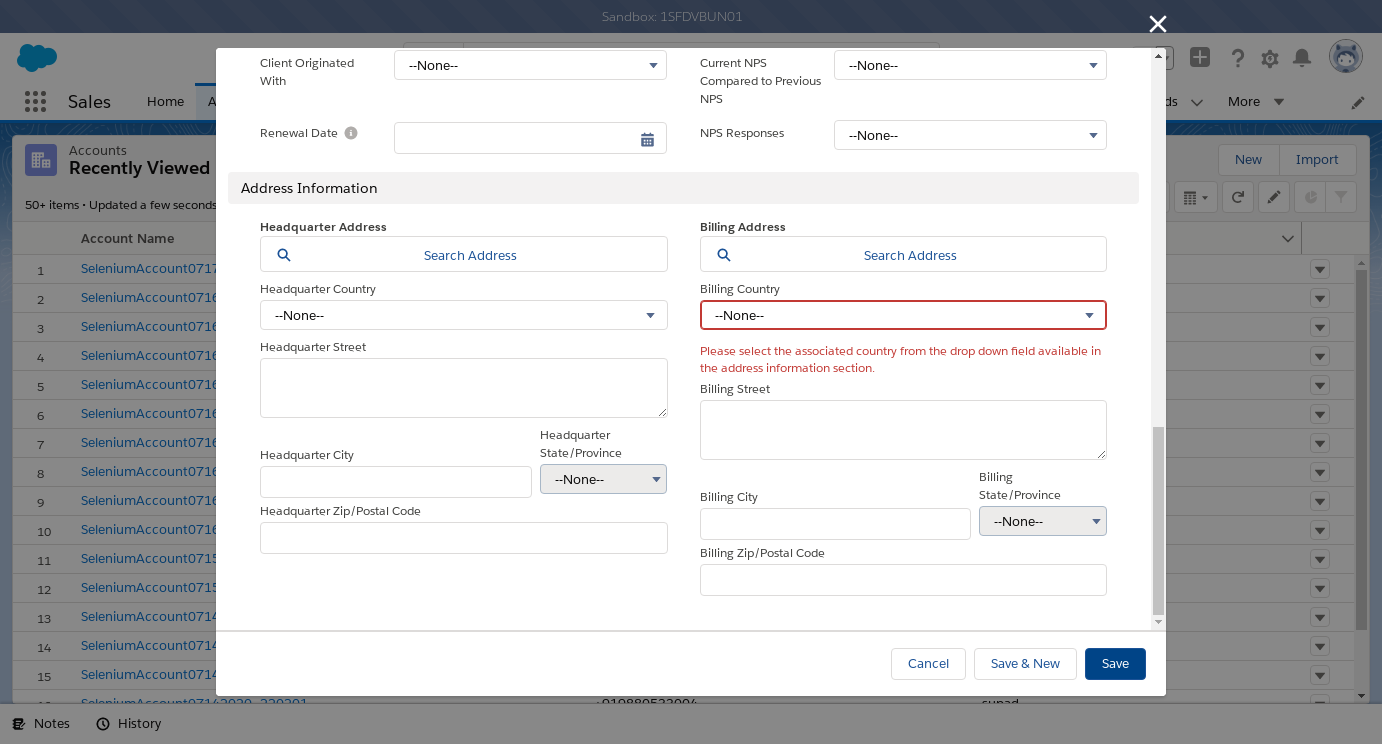 Sandbox: 1SFDVBUN01
Sales
Home
More
Accounts
Recently Viewed
New
Import
50+ items • Updated a few seconds
Account Name
1 SeleniumAccount0717
2 SeleniumAccount0716
3 SeleniumAccount0716
4 SeleniumAccount0716
5 SeleniumAccount0716
6 SeleniumAccount0716
7 SeleniumAccount0716
8 SeleniumAccount0716
9 SeleniumAccount0716
10 SeleniumAccount0716
11 SeleniumAccount0715
12 SeleniumAccount0715
13 SeleniumAccount0714
14 SeleniumAccount0714
15 SeleniumAccount0714
Client Originated
With
--None--
Current NPS
Compared to Previous
NPS
--None--
Renewal Date
NPS Responses
--None--
Address Information
Headquarter Address
Search Address
Headquarter Country
--None--
Headquarter Street
Headquarter City
Headquarter
State/Province
--None--
Headquarter Zip/Postal Code
Billing Address
Search Address
Billing Country
--None--
Please select the associated country from the drop down field available in
the address information section.
Billing Street
Billing City
Billing
State/Province
--None--
Billing Zip/Postal Code
Cancel
Save & New
Save
Notes
History